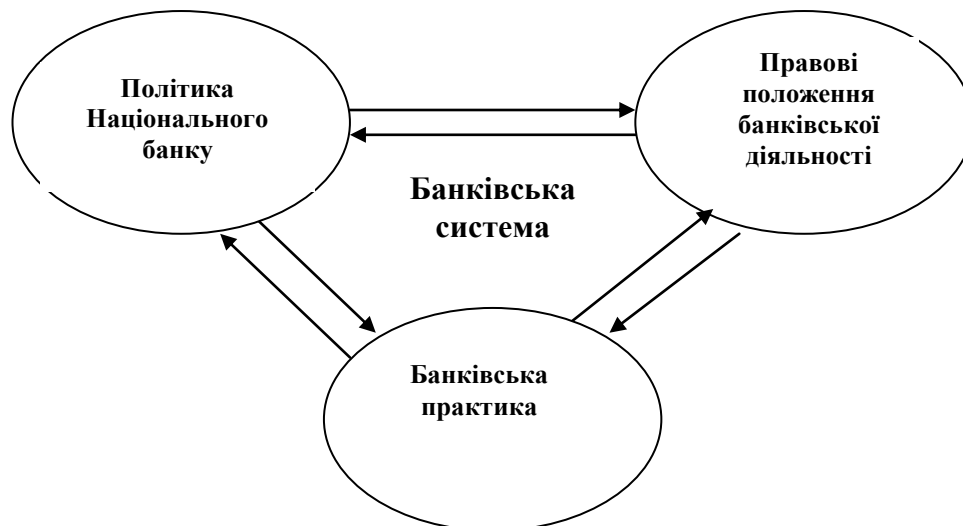 Політика
Національного
банку
Правові
положення
банківської
діяльності
Банківська
система
Банківська
практика